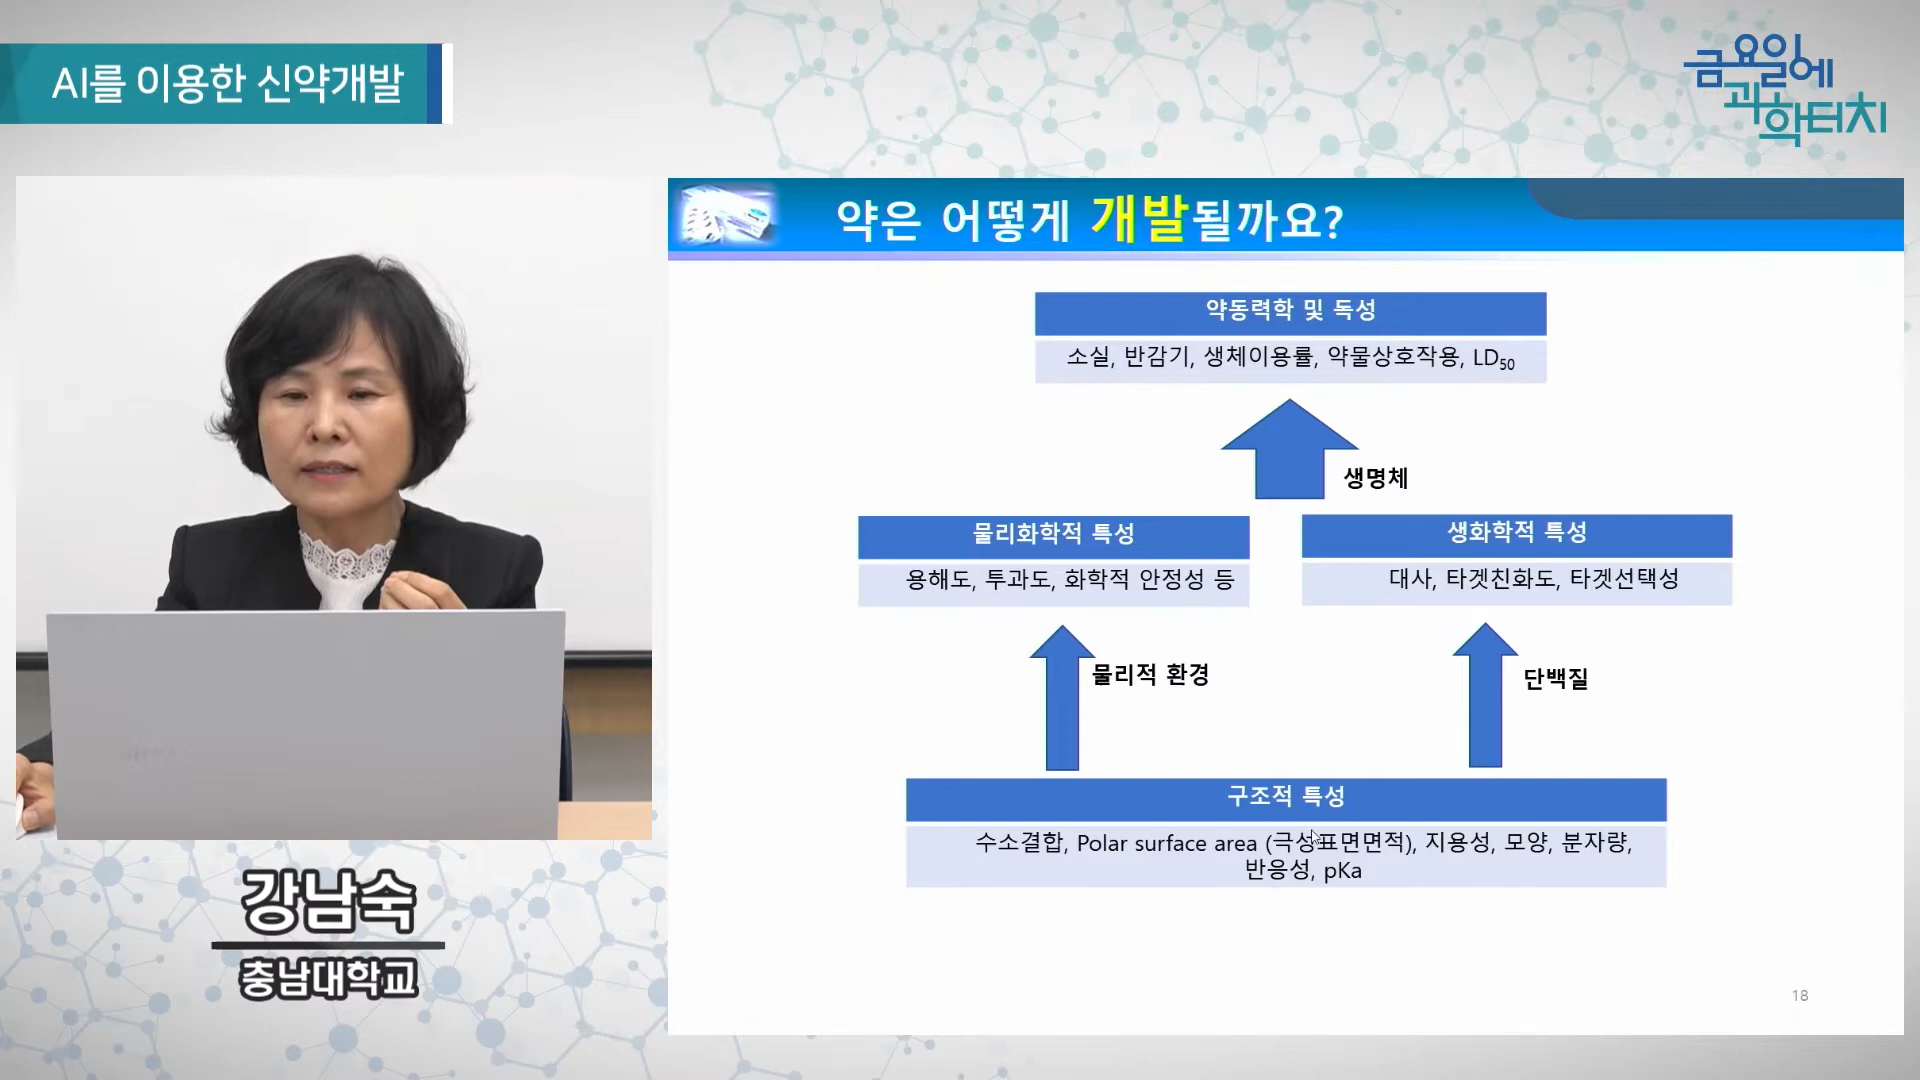 AI를 이용한 신약개발
금요일에
과학터치
약은 어떻게 개발될까요?
약동력학 및 독성
소실, 반감기, 생체이용률, 약물상호작용, LD50
생명체
물리화학적 특성
용해도, 투과도, 화학적 안정성 등
생화학적 특성
대사, 타겟친화도, 타겟선택성
물리적 환경
단백질
구조적 특성
수소결합, Polar surface area (극성표면면적), 지용성, 모양, 분자량,
반응성, pKa
18
강남숙
충남대학교